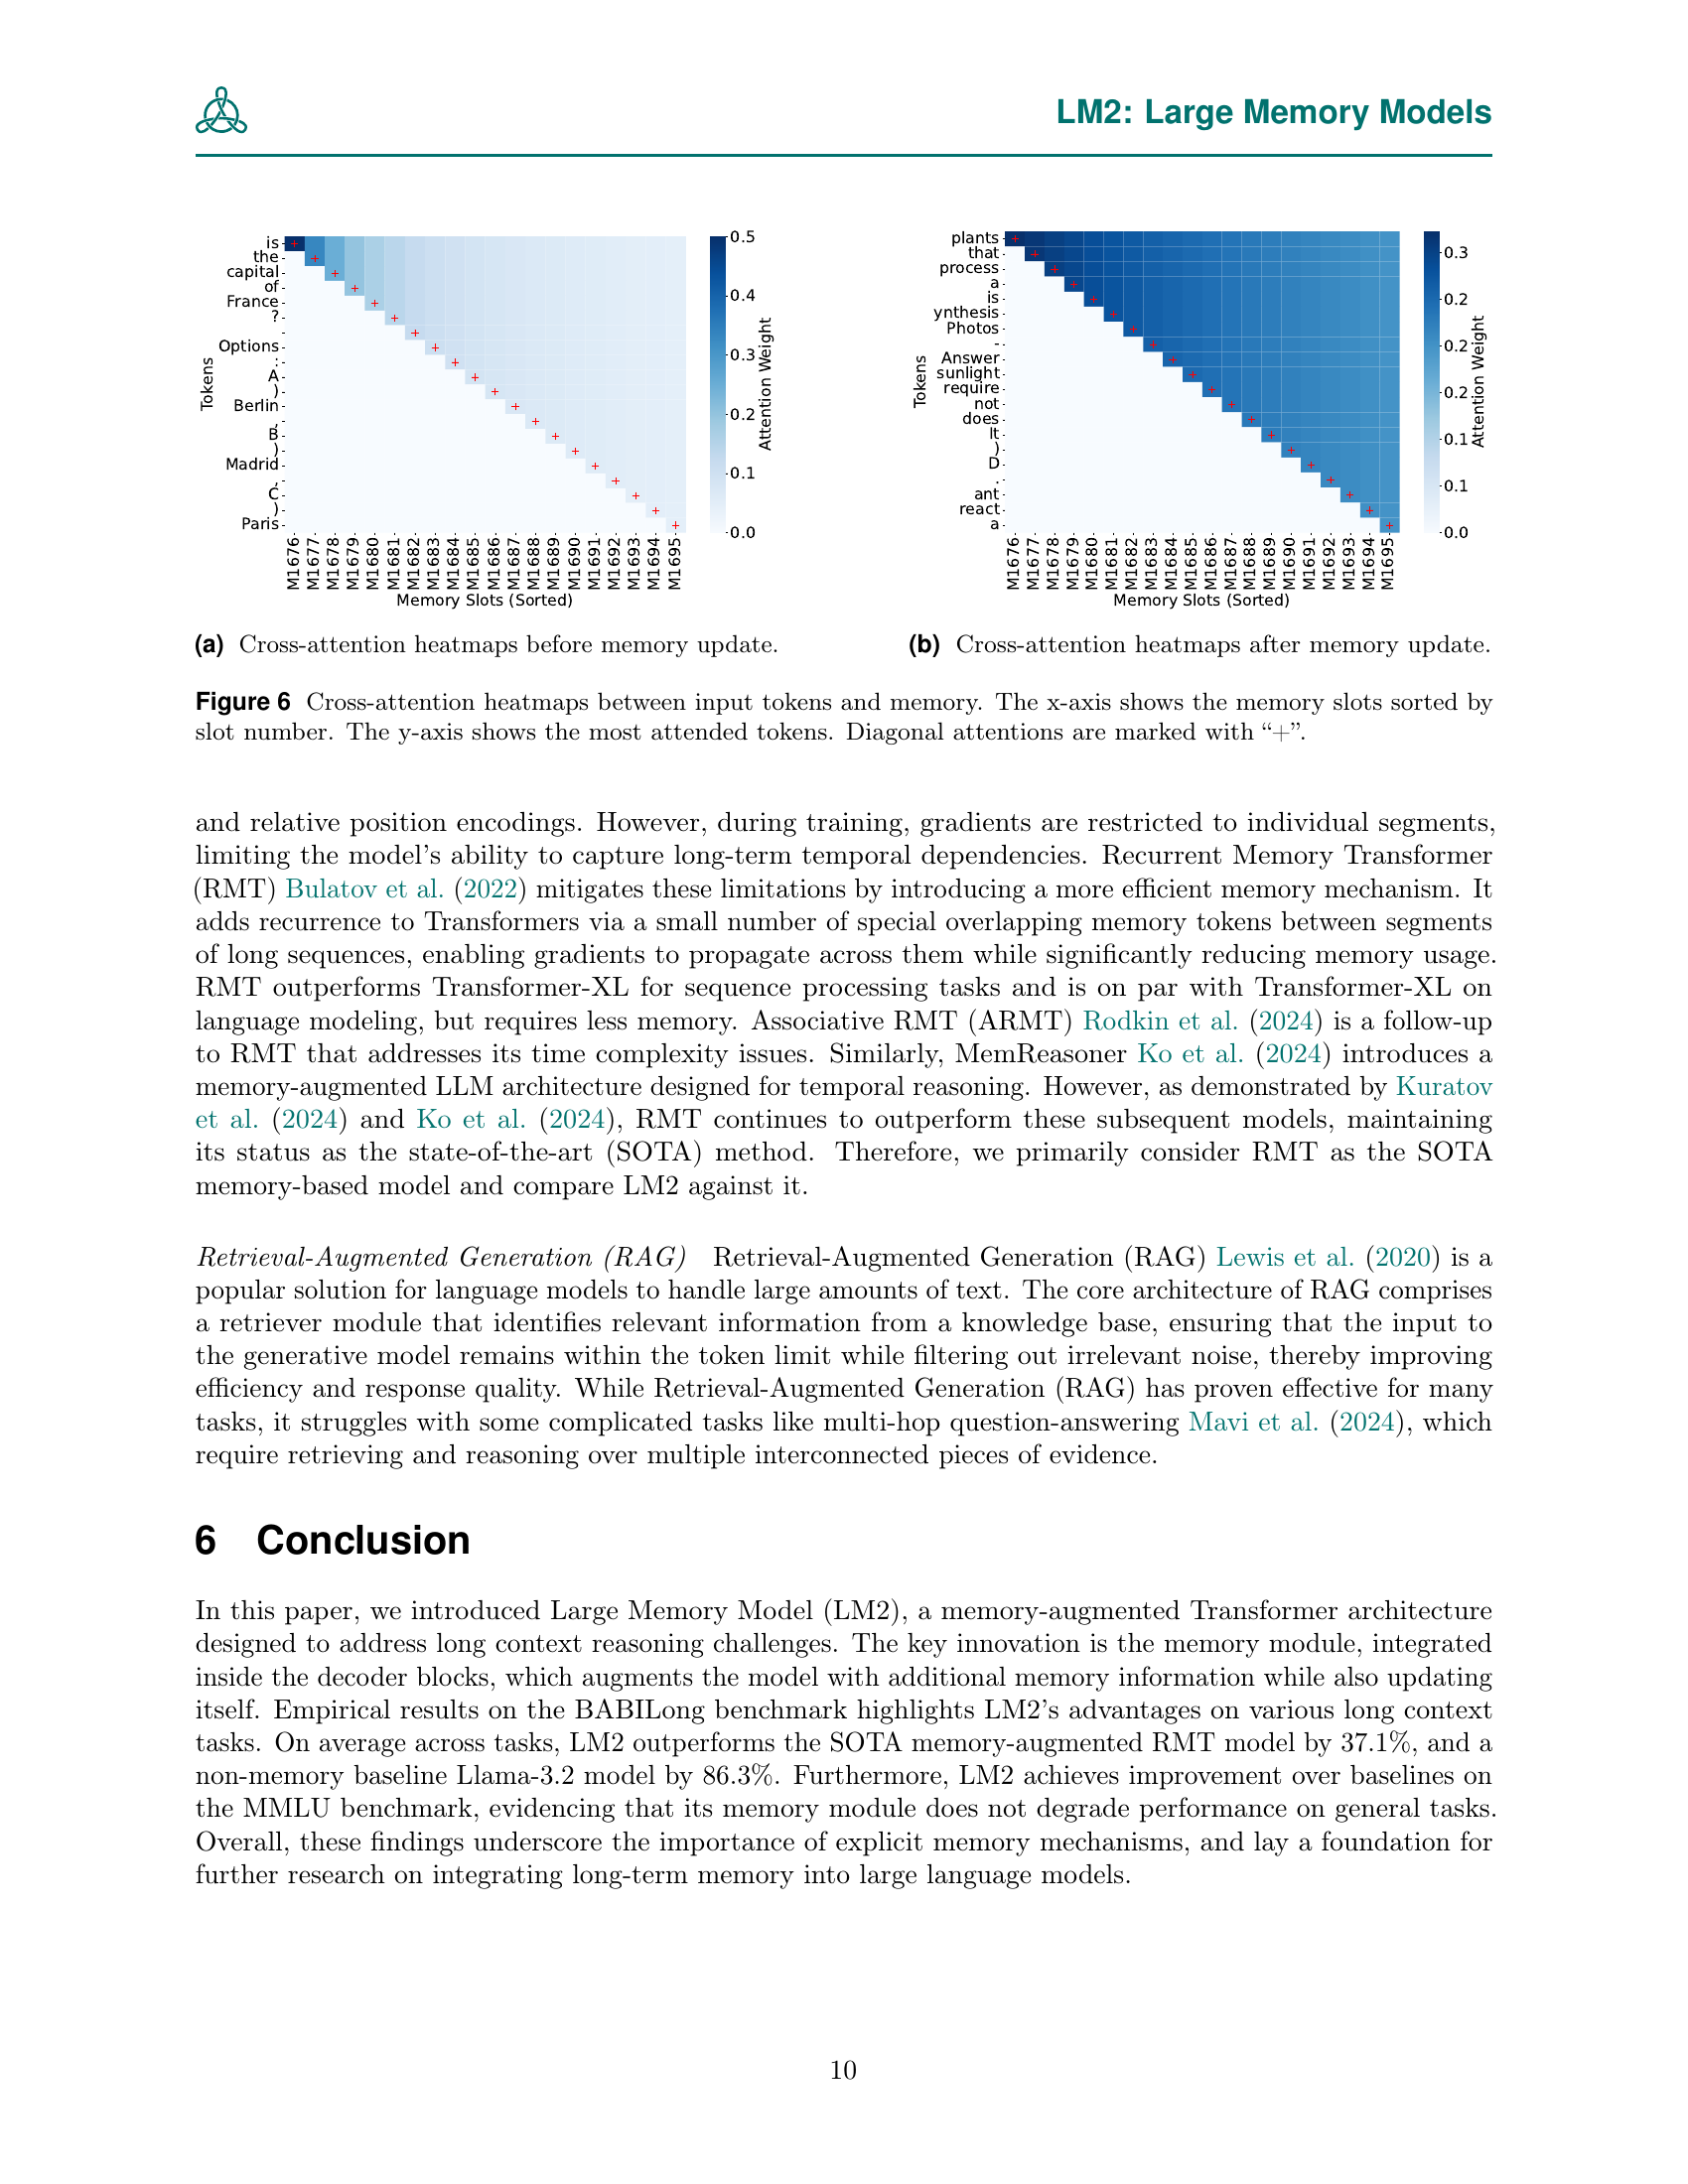 LM2: Large Memory Models
is
the
capital
of
France
?
Options
:
A
)
Berlin
,
B
)
Madrid
,
C
)
Paris
Tokens
M1676
M1677
M1678
M1679
M1680
M1681
M1682
M1683
M1684
M1685
M1686
M1687
M1688
M1689
M1690
M1691
M1692
M1693
M1694
M1695
Memory Slots (Sorted)
0.5
0.4
0.3
0.2
0.1
0.0
Attention Weight
plants
that
process
a
is
ynthesis
Photos
-
Answer
sunlight
require
not
does
It
)
D
.
ant
react
a
Tokens
M1676
M1677
M1678
M1679
M1680
M1681
M1682
M1683
M1684
M1685
M1686
M1687
M1688
M1689
M1690
M1691
M1692
M1693
M1694
M1695
Memory Slots (Sorted)
0.3
0.2
0.2
0.2
0.1
0.1
0.0
Attention Weight
(a) Cross-attention heatmaps before memory update.
(b) Cross-attention heatmaps after memory update.
Figure 6 Cross-attention heatmaps between input tokens and memory. The x-axis shows the memory slots sorted by
slot number. The y-axis shows the most attended tokens. Diagonal attentions are marked with “+”.
and relative position encodings. However, during training, gradients are restricted to individual segments,
limiting the model’s ability to capture long-term temporal dependencies. Recurrent Memory Transformer
(RMT) Bulatov et al. (2022) mitigates these limitations by introducing a more efficient memory mechanism. It
adds recurrence to Transformers via a small number of special overlapping memory tokens between segments
of long sequences, enabling gradients to propagate across them while significantly reducing memory usage.
RMT outperforms Transformer-XL for sequence processing tasks and is on par with Transformer-XL on
language modeling, but requires less memory. Associative RMT (ARMT) Rodkin et al. (2024) is a follow-up
to RMT that addresses its time complexity issues. Similarly, MemReasoner Ko et al. (2024) introduces a
memory-augmented LLM architecture designed for temporal reasoning. However, as demonstrated by Kuratov
et al. (2024) and Ko et al. (2024), RMT continues to outperform these subsequent models, maintaining
its status as the state-of-the-art (SOTA) method. Therefore, we primarily consider RMT as the SOTA
memory-based model and compare LM2 against it.
Retrieval-Augmented Generation (RAG) Retrieval-Augmented Generation (RAG) Lewis et al. (2020) is a
popular solution for language models to handle large amounts of text. The core architecture of RAG comprises
a retriever module that identifies relevant information from a knowledge base, ensuring that the input to
the generative model remains within the token limit while filtering out irrelevant noise, thereby improving
efficiency and response quality. While Retrieval-Augmented Generation (RAG) has proven effective for many
tasks, it struggles with some complicated tasks like multi-hop question-answering Mavi et al. (2024), which
require retrieving and reasoning over multiple interconnected pieces of evidence.
6 Conclusion
In this paper, we introduced Large Memory Model (LM2), a memory-augmented Transformer architecture
designed to address long context reasoning challenges. The key innovation is the memory module, integrated
inside the decoder blocks, which augments the model with additional memory information while also updating
itself. Empirical results on the BABILong benchmark highlights LM2’s advantages on various long context
tasks. On average across tasks, LM2 outperforms the SOTA memory-augmented RMT model by 37.1%, and a
non-memory baseline Llama-3.2 model by 86.3%. Furthermore, LM2 achieves improvement over baselines on
the MMLU benchmark, evidencing that its memory module does not degrade performance on general tasks.
Overall, these findings underscore the importance of explicit memory mechanisms, and lay a foundation for
further research on integrating long-term memory into large language models.
10